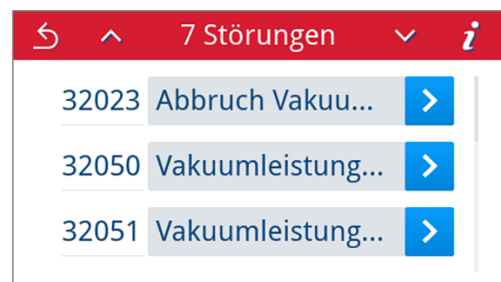 7 Störungen i
32023 Abbruch Vakuu...
32050 Vakuumleistung...
32051 Vakuumleistung...